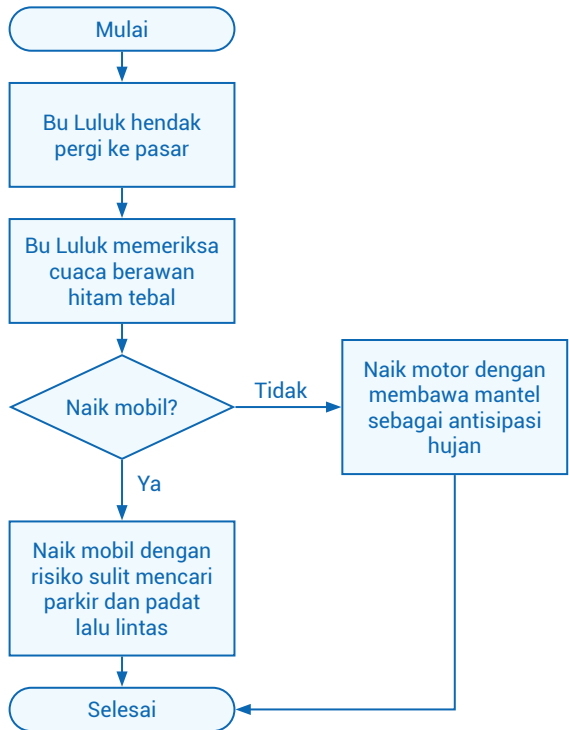 Mulai
Bu Luluk hendak
pergi ke pasar
Bu Luluk memeriksa
cuaca berawan
hitam tebal
Naik mobil?
Tidak
Naik motor dengan
membawa mantel
sebagai antisipasi
hujan
Ya
Naik mobil dengan
risiko sulit mencari
parkir dan padat
lalu lintas
Selesai